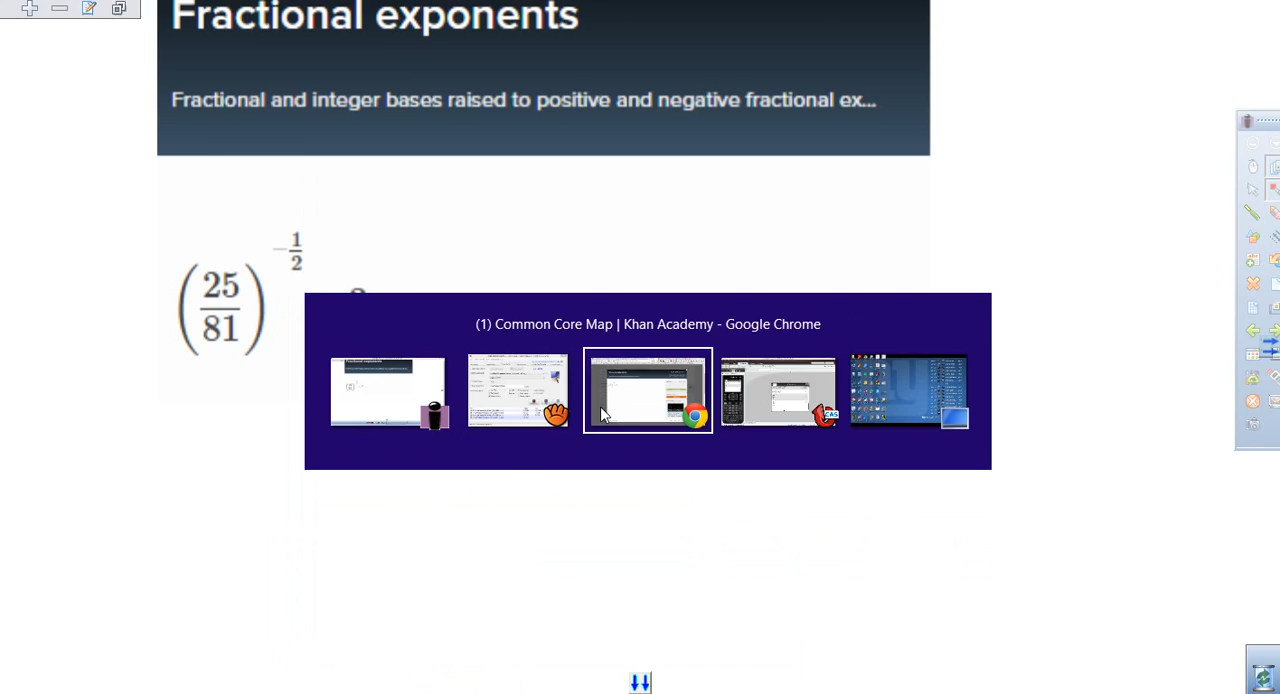 Fractional exponents
Fractional and integer bases raised to positive and negative fractional ex...
(25/81)^-1/2
(1) Common Core Map | Khan Academy - Google Chrome
CAS